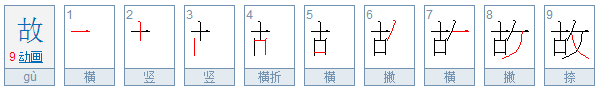 故 1 2 3 4 5 6 7 8 9
9 动画
gù 横 竖 竖 横折 横 撇 横 撇 捺